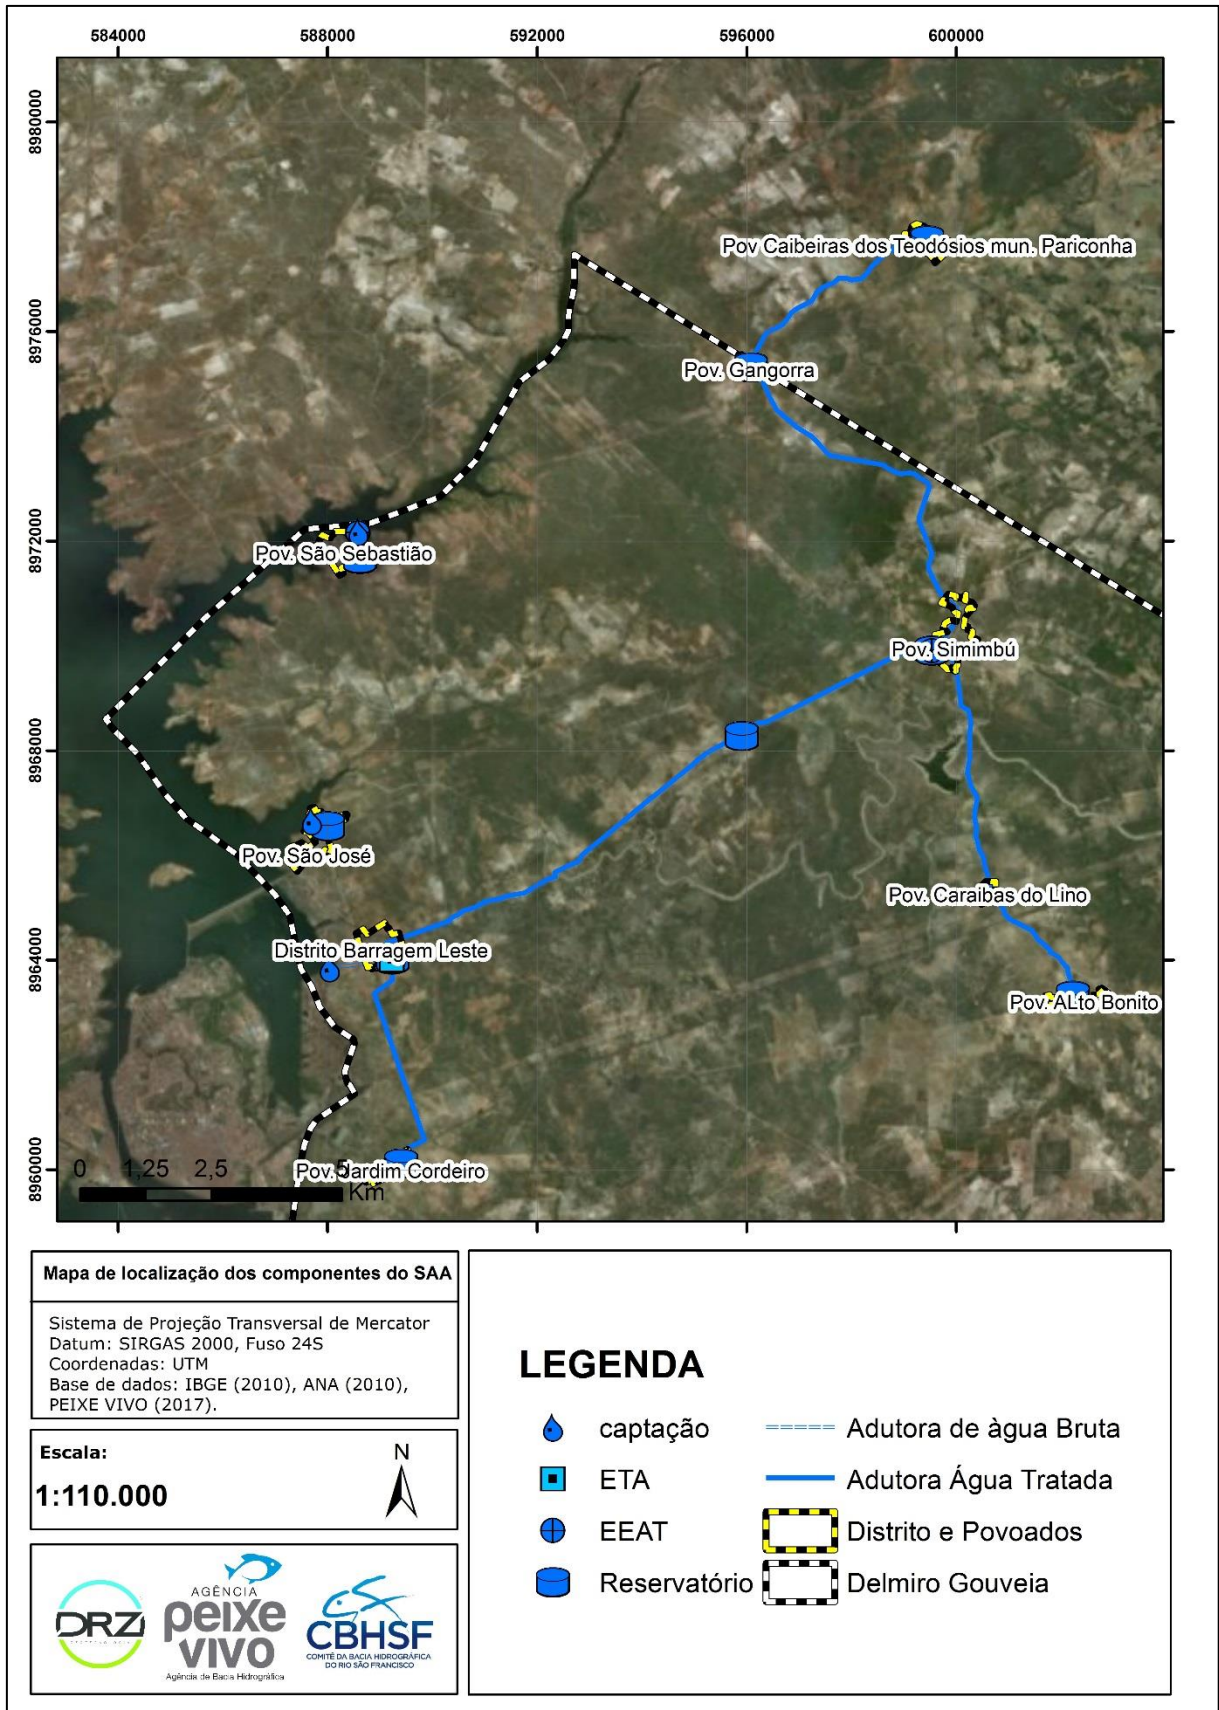 584000 588000 592000 596000 600000
8980000
8976000
8972000
8968000
8964000
8960000
Pov Caibeiras dos Teodósios mun. Pariconha
Pov. Gangorra
Pov. São Sebastião
Pov. Simimbú
Pov. São José
Pov. Caraibas do Lino
Distrito Barragem Leste
Pov. ALto Bonito
Pov. Jardim Cordeiro
0 1,25 2,5 5
Km
Mapa de localização dos componentes do SAA
Sistema de Projeção Transversal de Mercator
Datum: SIRGAS 2000, Fuso 24S
Coordenadas: UTM
Base de dados: IBGE (2010), ANA (2010),
PEIXE VIVO (2017).
Escala:
1:110.000
N
DRZ
AGÊNCIA
peixe
vivo
Agência de Bacia Hidrográfica
CBHSF
COMITÊ DA BACIA HIDROGRÁFICA
DO RIO SÃO FRANCISCO
LEGENDA
captação
ETA
EEAT
Reservatório
Adutora de àgua Bruta
Adutora Água Tratada
Distrito e Povoados
Delmiro Gouveia